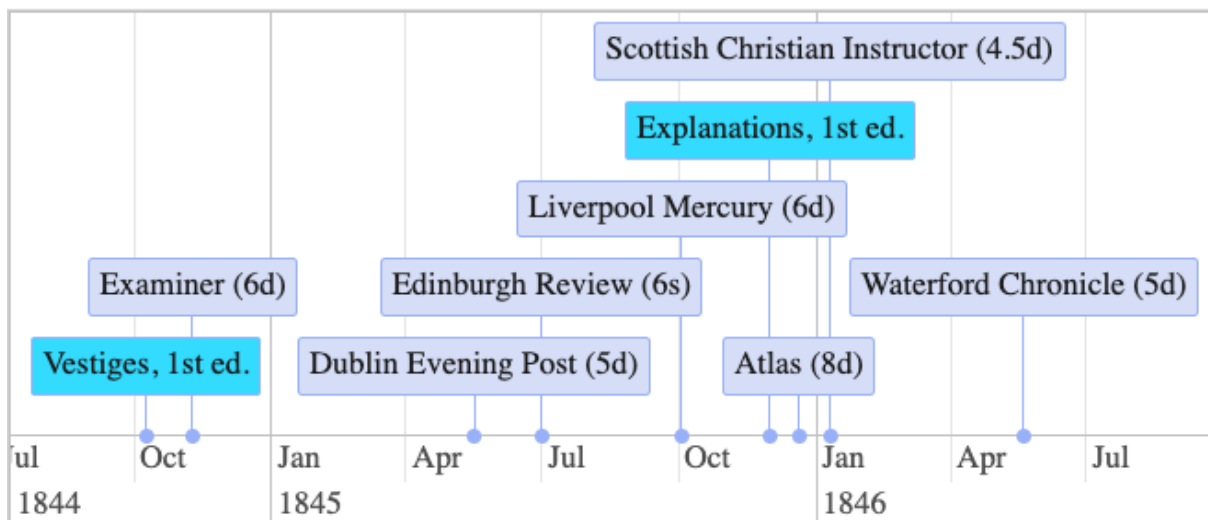 Scottish Christian Instructor (4.5d)
Explanations, 1st ed.
Liverpool Mercury (6d)
Examiner (6d)
Edinburgh Review (6s)
Waterford Chronicle (5d)
Vestiges, 1st ed.
Dublin Evening Post (5d)
Atlas (8d)
ul Oct Jan Apr Jul Oct Jan Apr Jul
1844 1845 1846